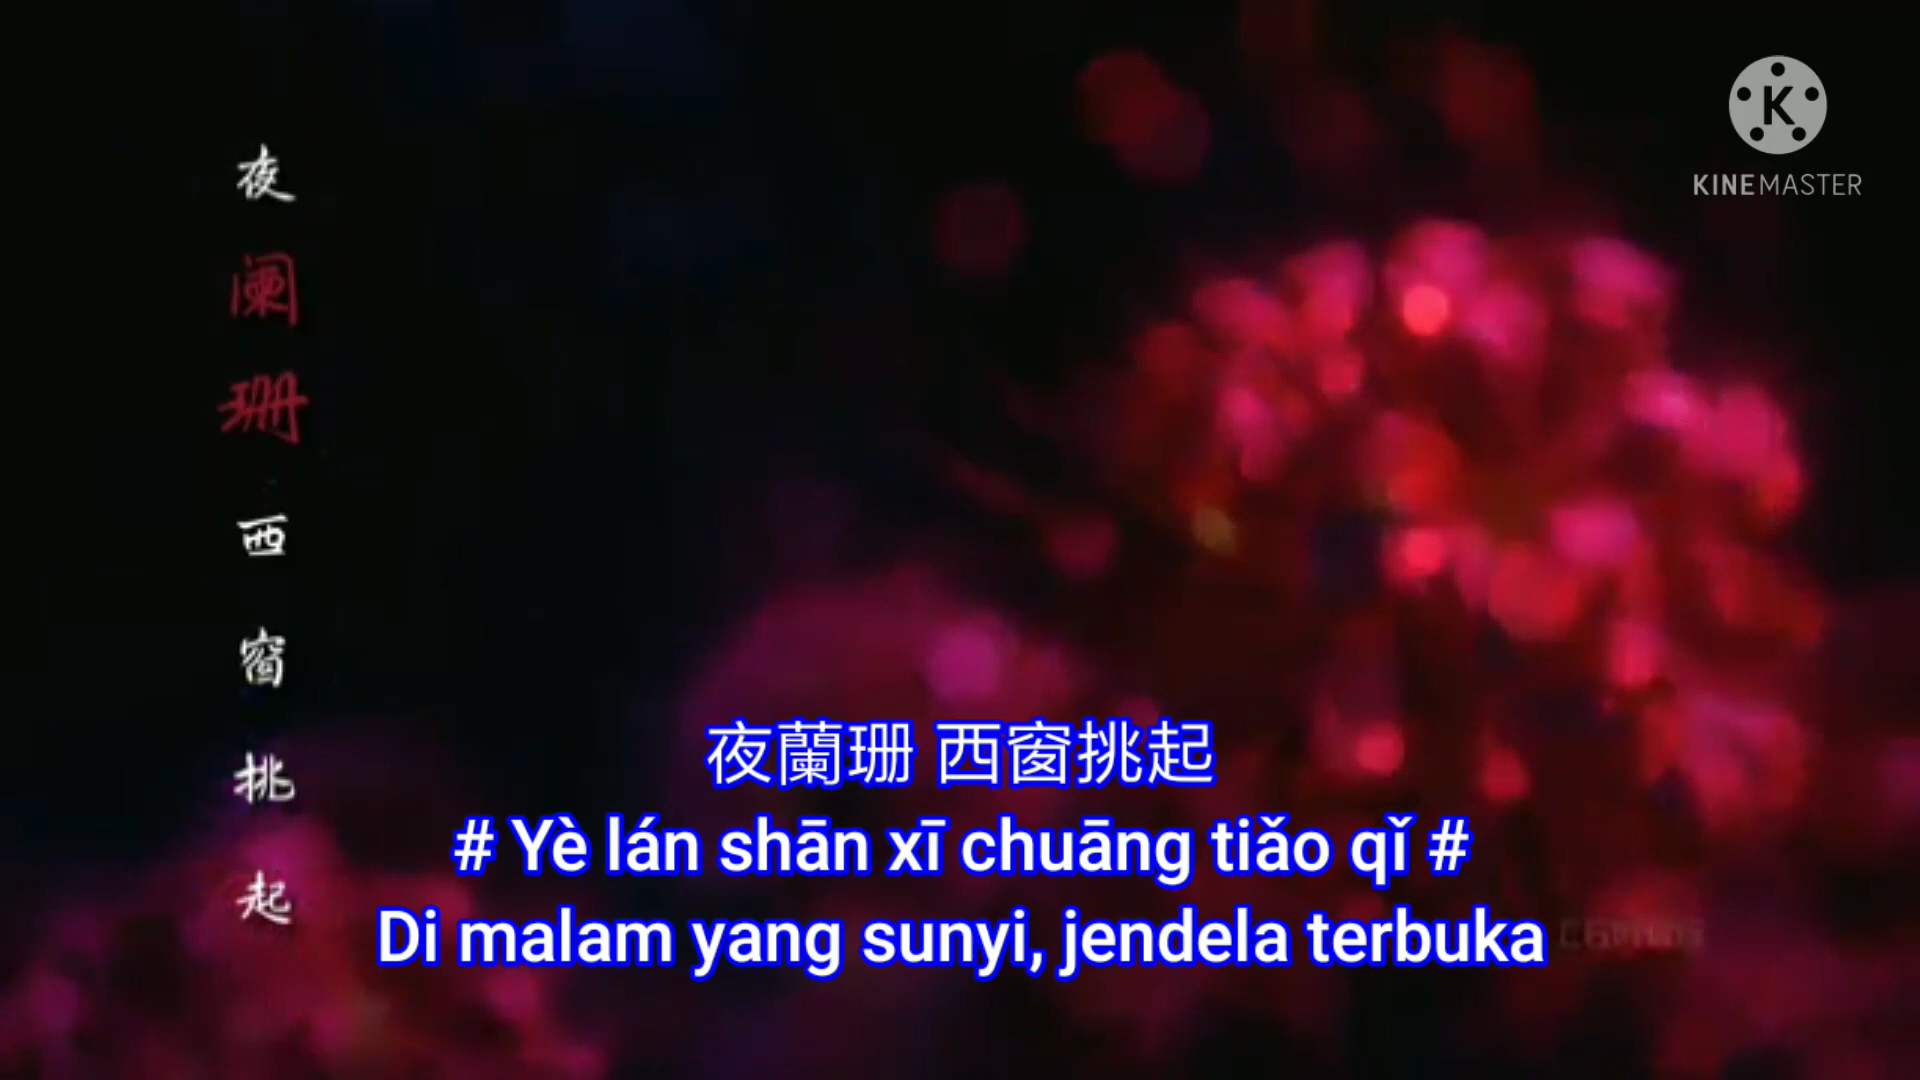 夜阑珊西窗挑起
KINEMASTER
夜蘭珊 西窗挑起
# Yè lán shān xī chuāng tiǎo qǐ #
Di malam yang sunyi, jendela terbuka